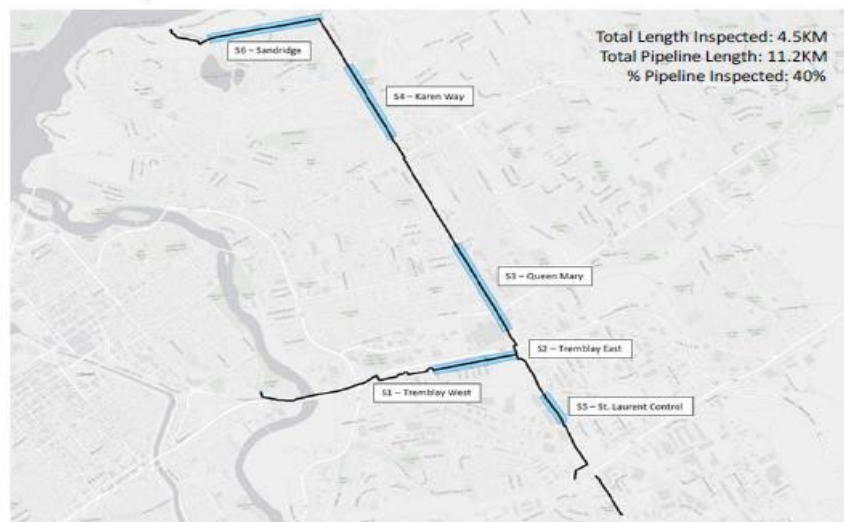 Total Length Inspected: 4.5KM
Total Pipeline Length: 11.2KM
% Pipeline Inspected: 40%
S6 – Sandridge
S4 – Karen Way
S3 – Queen Mary
S2 – Tremblay East
S1 – Tremblay West
S5 – St. Laurent Control